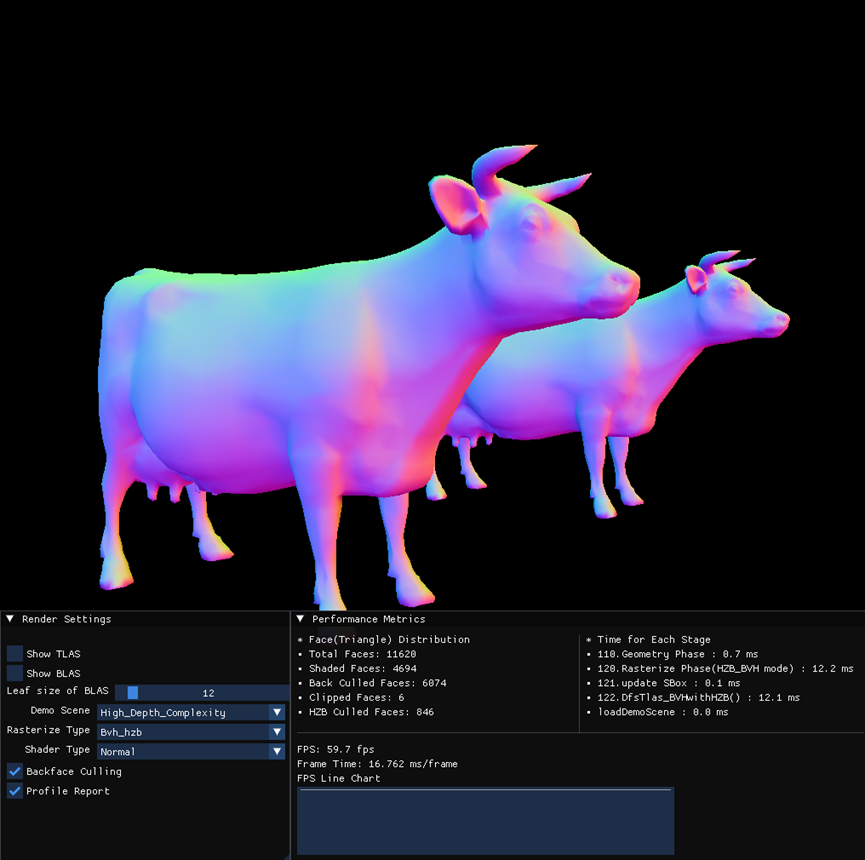 Render Settings
Show TLAS
Show BLAS
Leaf size of BLAS 12
Demo Scene High_Depth_Complexity
Rasterize Type Bvh_hzb
Shader Type Normal
Backface Culling
Profile Report
Performance Metrics
* Face(Triangle) Distribution
• Total Faces: 11620
• Shaded Faces: 4694
• Back Culled Faces: 6074
• Clipped Faces: 6
• HZB Culled Faces: 846
* Time for Each Stage
• 110.Geometry Phase : 0.7 ms
• 120.Rasterize Phase(HZB_BVH mode) : 12.2 ms
• 121.update SBox : 0.1 ms
• 122.DfsTlas_BVHwithHZB() : 12.1 ms
• loadDemoScene : 0.0 ms
FPS: 59.7 fps
Frame Time: 16.762 ms/frame
FPS Line Chart